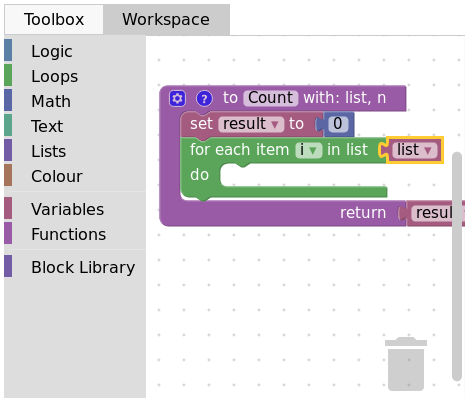 Toolbox
Workspace
Logic
Loops
Math
Text
Lists
Colour
Variables
Functions
Block Library
? to Count with: list, n
set result ▾ to 0
for each item i ▾ in list list ▾
do
return resul